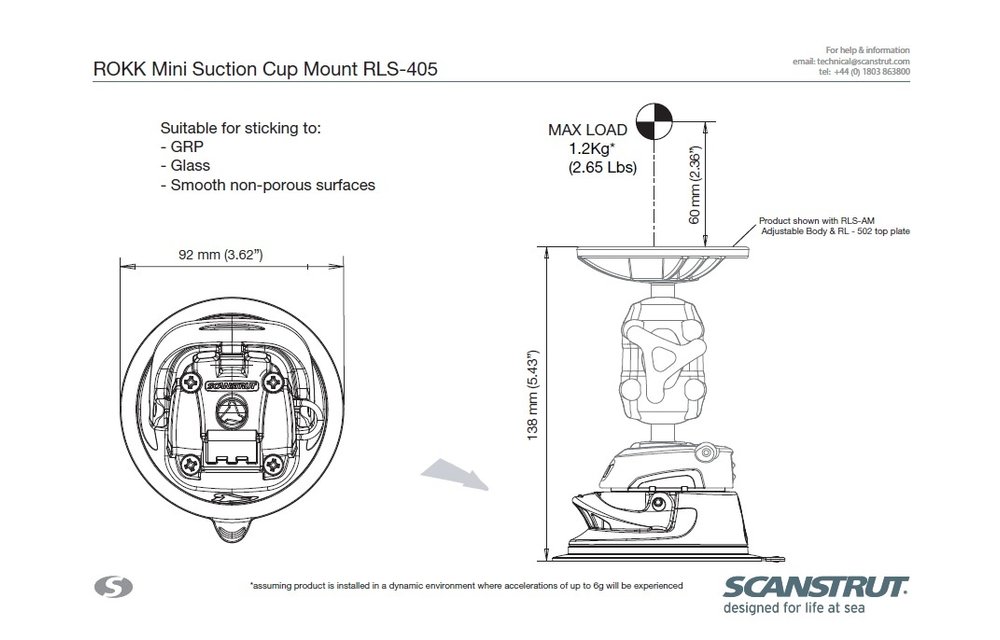 ROKK Mini Suction Cup Mount RLS-405
For help & information
email: technical@scanstrut.com
tel: +44 (0) 1803 863800
Suitable for sticking to:
- GRP
- Glass
- Smooth non-porous surfaces
MAX LOAD
1.2Kg*
(2.65 Lbs)
60 mm (2.36”)
Product shown with RLS-AM
Adjustable Body & RL - 502 top plate
92 mm (3.62”)
138 mm (5.43”)
SCANSTRUT
S
*assuming product is installed in a dynamic environment where accelerations of up to 6g will be experienced
SCANSTRUT.
designed for life at sea